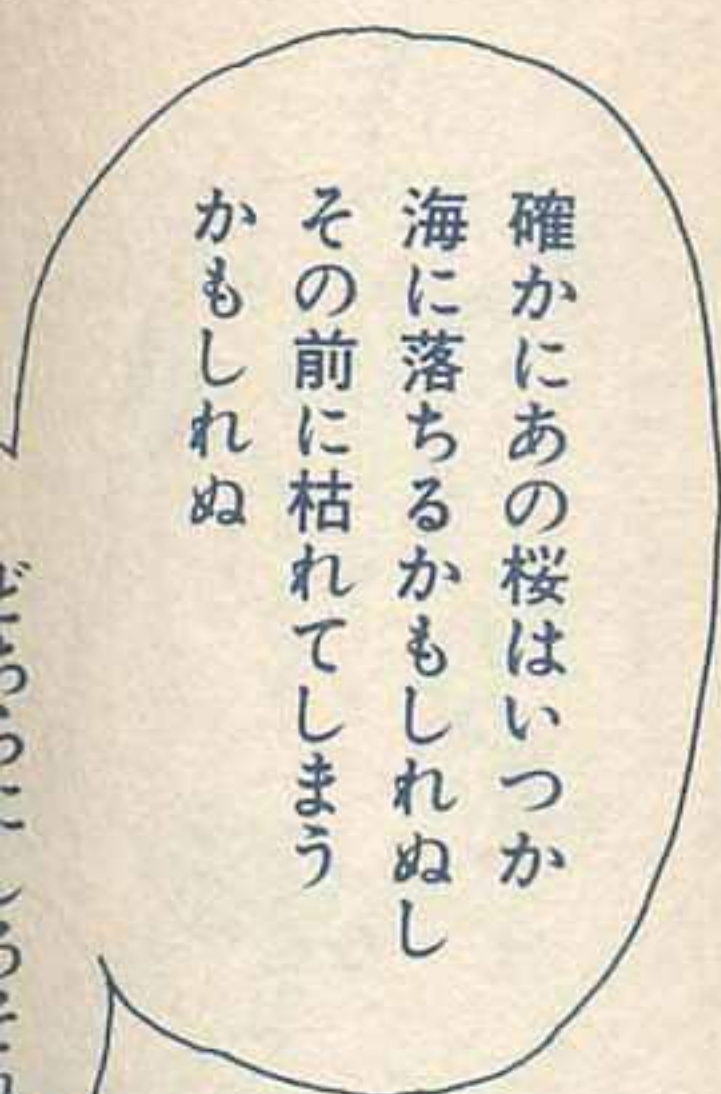 確かにあの桜はいつか
海に落ちるかもしれぬし
その前に枯れてしまう
かもしれぬ